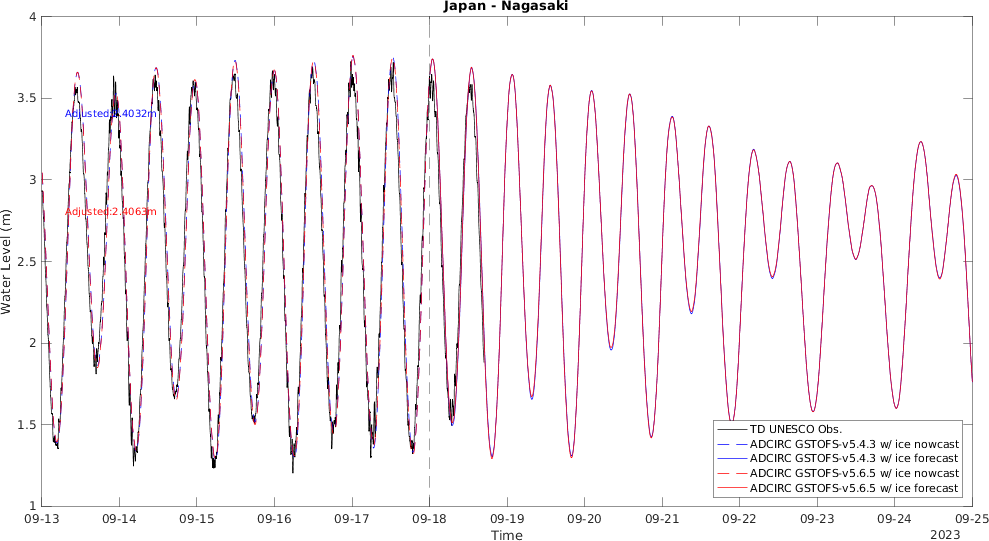 Japan - Nagasaki
Water Level (m)
4
3.5
3
2.5
2
1.5
1
Adjusted:2.4063m
TD UNESCO Obs.
ADCIRC GSTOFS-v5.4.3 w/ ice nowcast
ADCIRC GSTOFS-v5.4.3 w/ ice forecast
ADCIRC GSTOFS-v5.6.5 w/ ice nowcast
ADCIRC GSTOFS-v5.6.5 w/ ice forecast
09-13 09-14 09-15 09-16 09-17 09-18 09-19 09-20 09-21 09-22 09-23 09-24 09-25
Time
2023